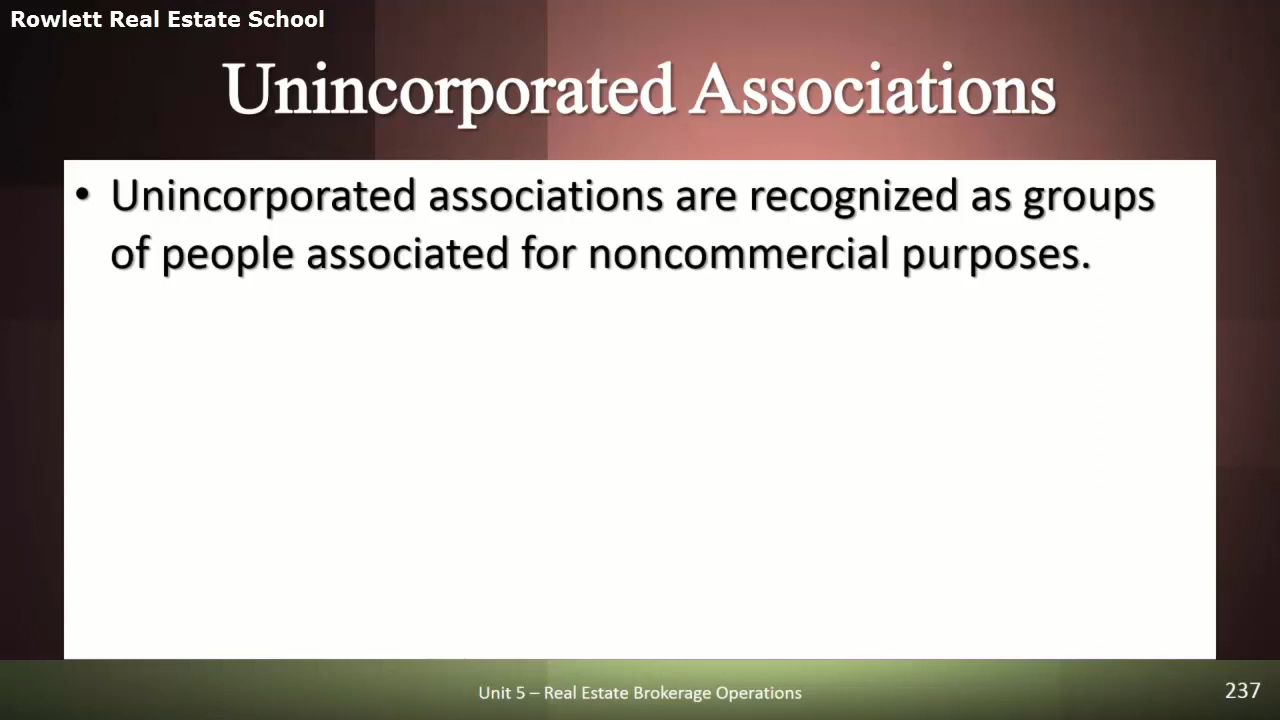 Rowlett Real Estate School
Unincorporated Associations
• Unincorporated associations are recognized as groups
of people associated for noncommercial purposes.
Unit 5 – Real Estate Brokerage Operations
237